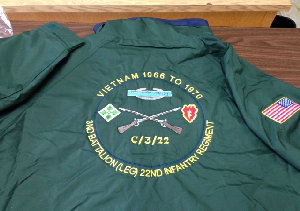 VIETNAM 1966 TO 1970
C/3/22
3RD BATTALION (LEG) 22ND INFANTRY REGIMENT